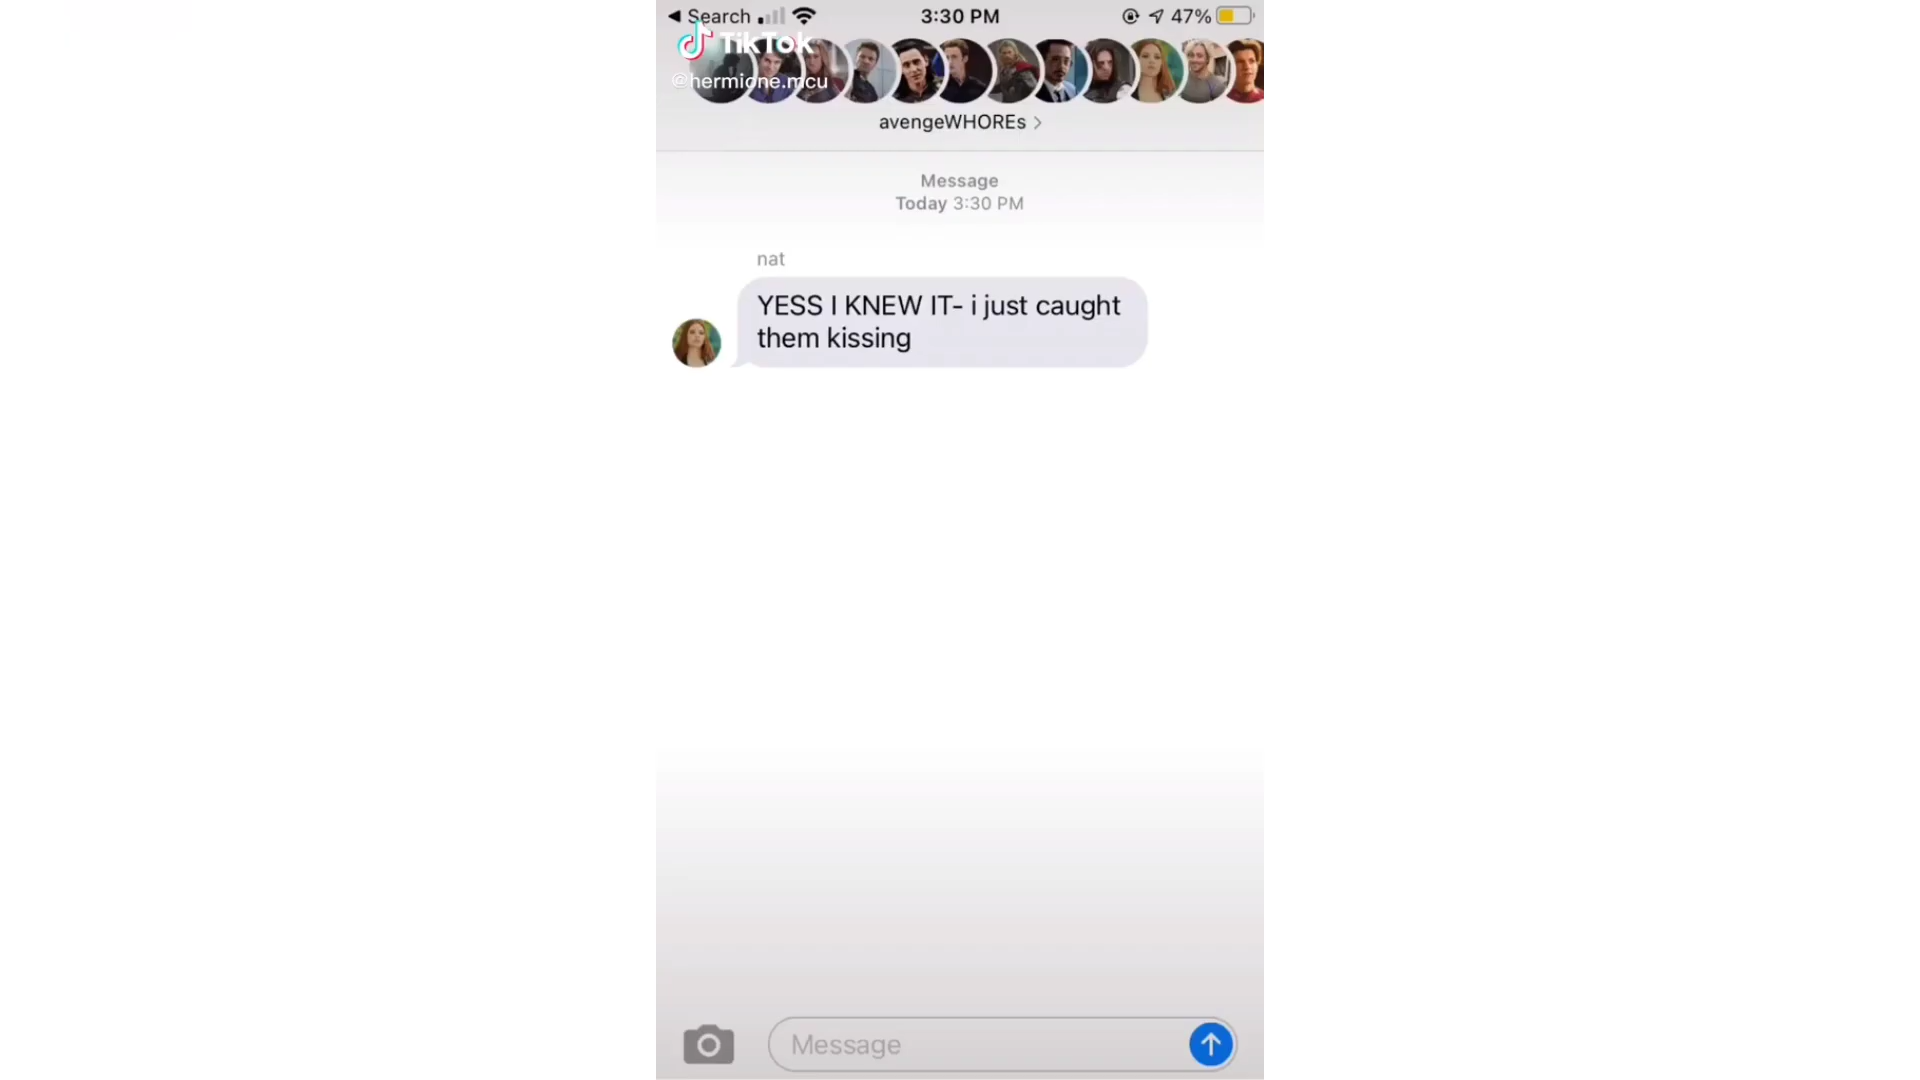 Search
3:30 PM
47%
TikTok
@hermione.mcu
avengeWHOREs
Message
Today 3:30 PM
nat
YESS I KNEW IT- i just caught
them kissing
Message